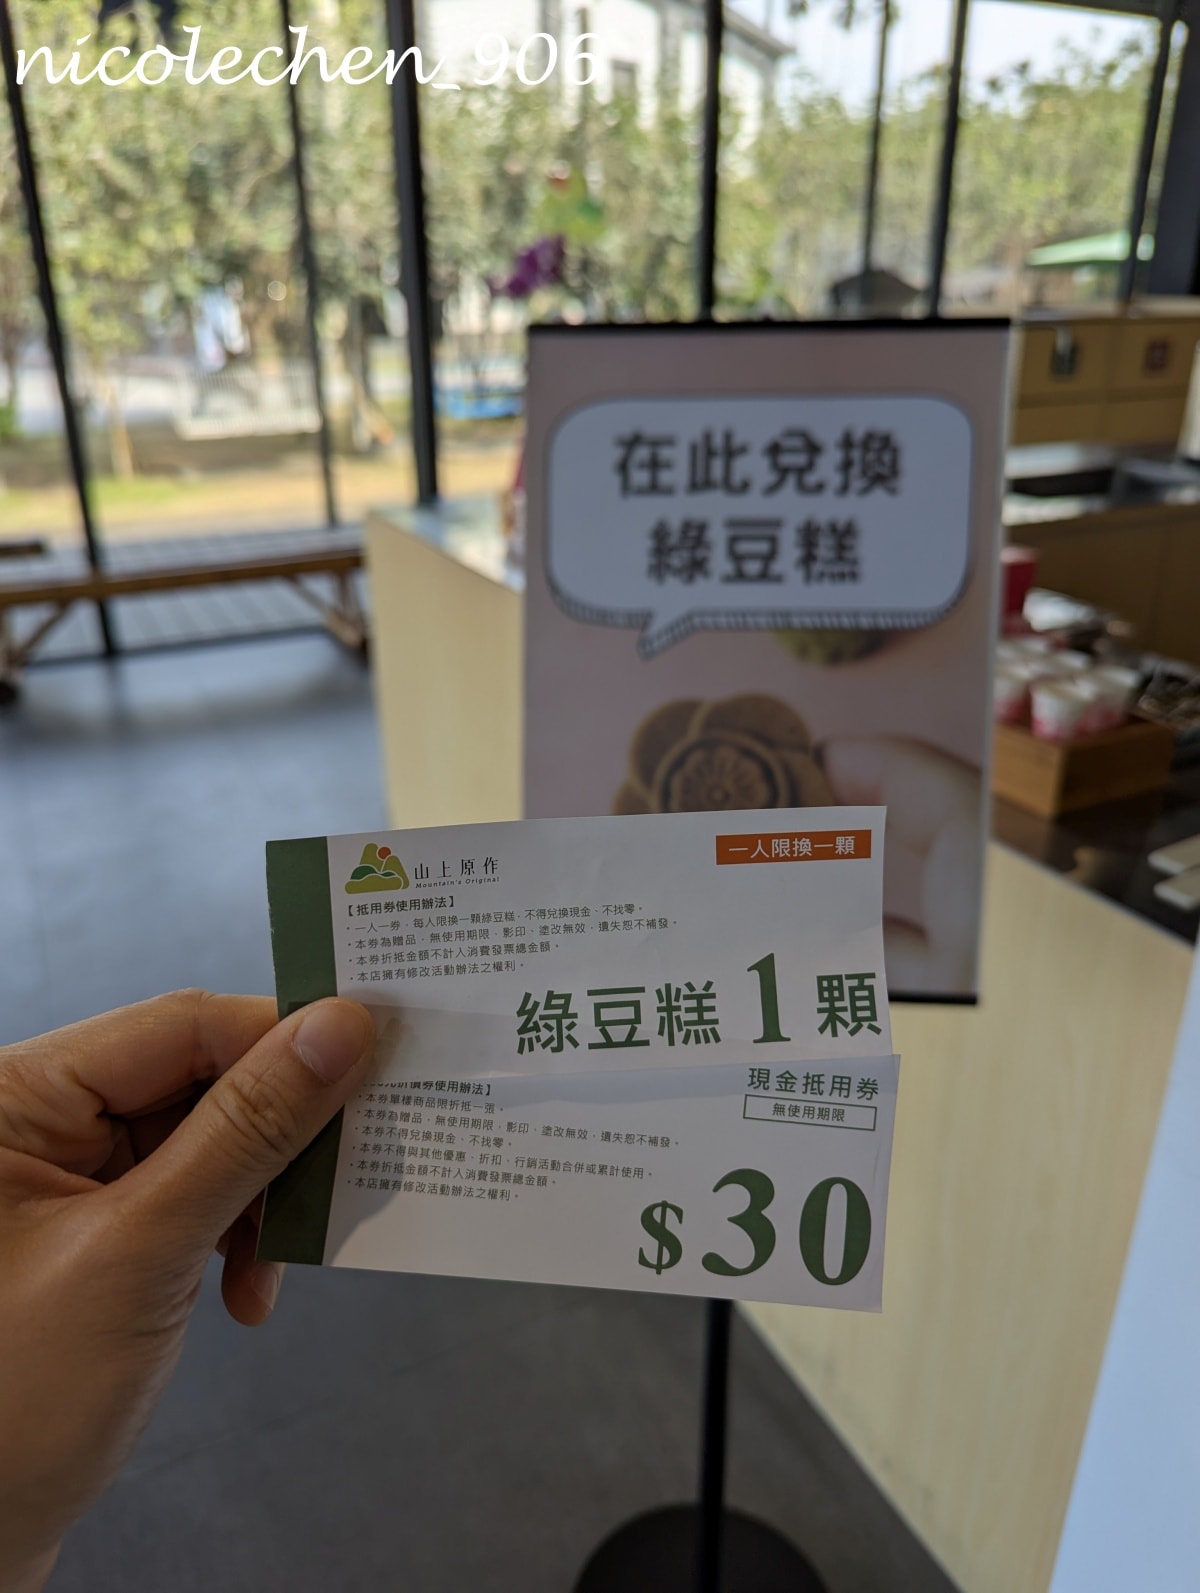 nicolechen_906
在此兌換
綠豆糕
山上原作
Mountain's Original
一人限換一顆
【抵用券使用辦法】
・一人一券，每人限換一顆綠豆糕，不得兌換現金、不找零。
・本券為贈品，無使用期限，影印、塗改無效，遺失恕不補發。
・本券折抵金額不計入消費發票總金額。
・本店擁有修改活動辦法之權利。
綠豆糕1顆
元折價券使用辦法】
現金抵用券
無使用期限
・本券單樣商品限折抵一張。
・本券為贈品，無使用期限，影印、塗改無效，遺失恕不補發。
・本券不得兌換現金、不找零。
・本券不得與其他優惠、折扣、行銷活動合併或累計使用。
・本券折抵金額不計入消費發票總金額。
・本店擁有修改活動辦法之權利。
$30